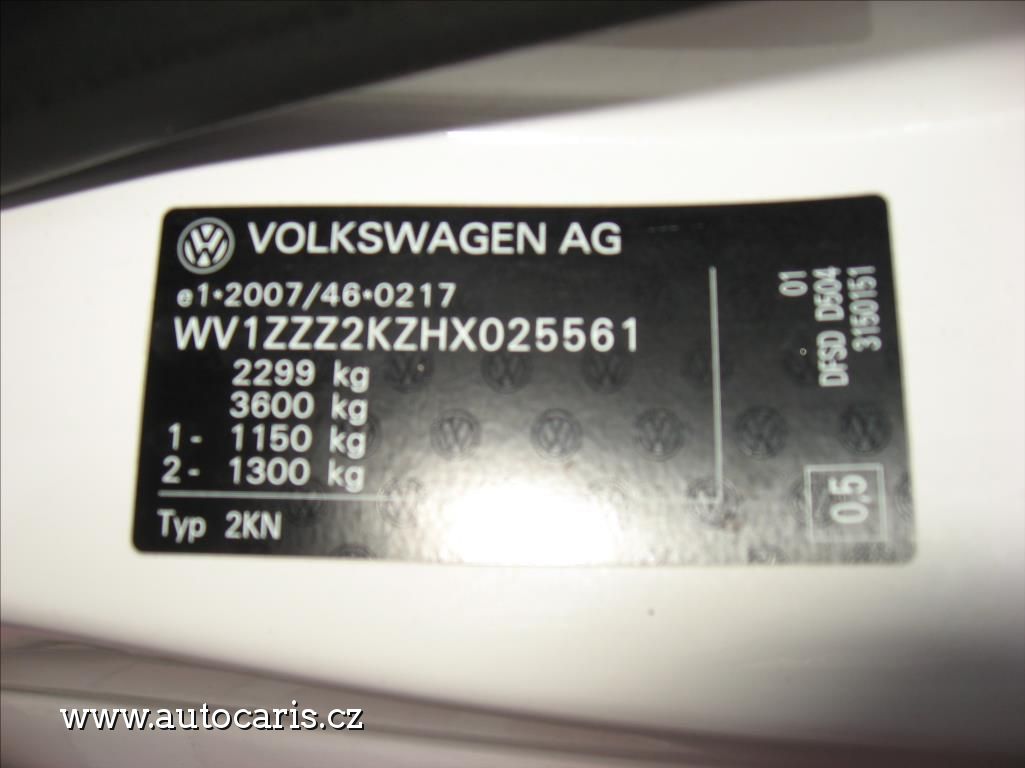 VOLKSWAGEN AG
e1*2007/46*0217
WV1ZZZ2KZHX025561
2299 kg
3600 kg
1- 1150 kg
2- 1300 kg
Typ 2KN
01
DFSD D504
3150151
0,5
www.autocaris.cz